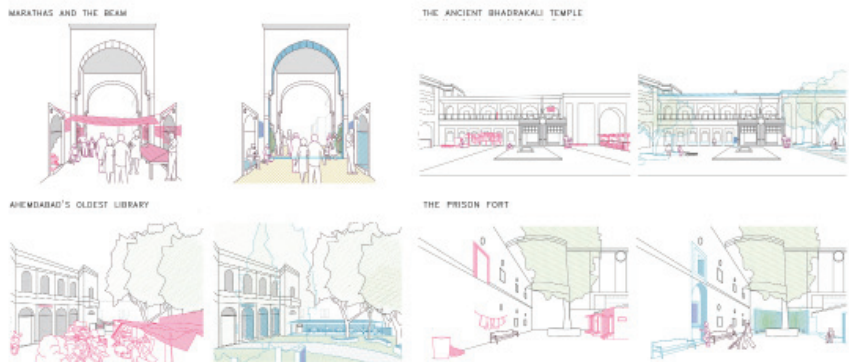 MARATHAS AND THE BEAM
THE ANCIENT BHADRAKALI TEMPLE
AHEMDABAD'S OLDEST LIBRARY
THE PRISON FORT